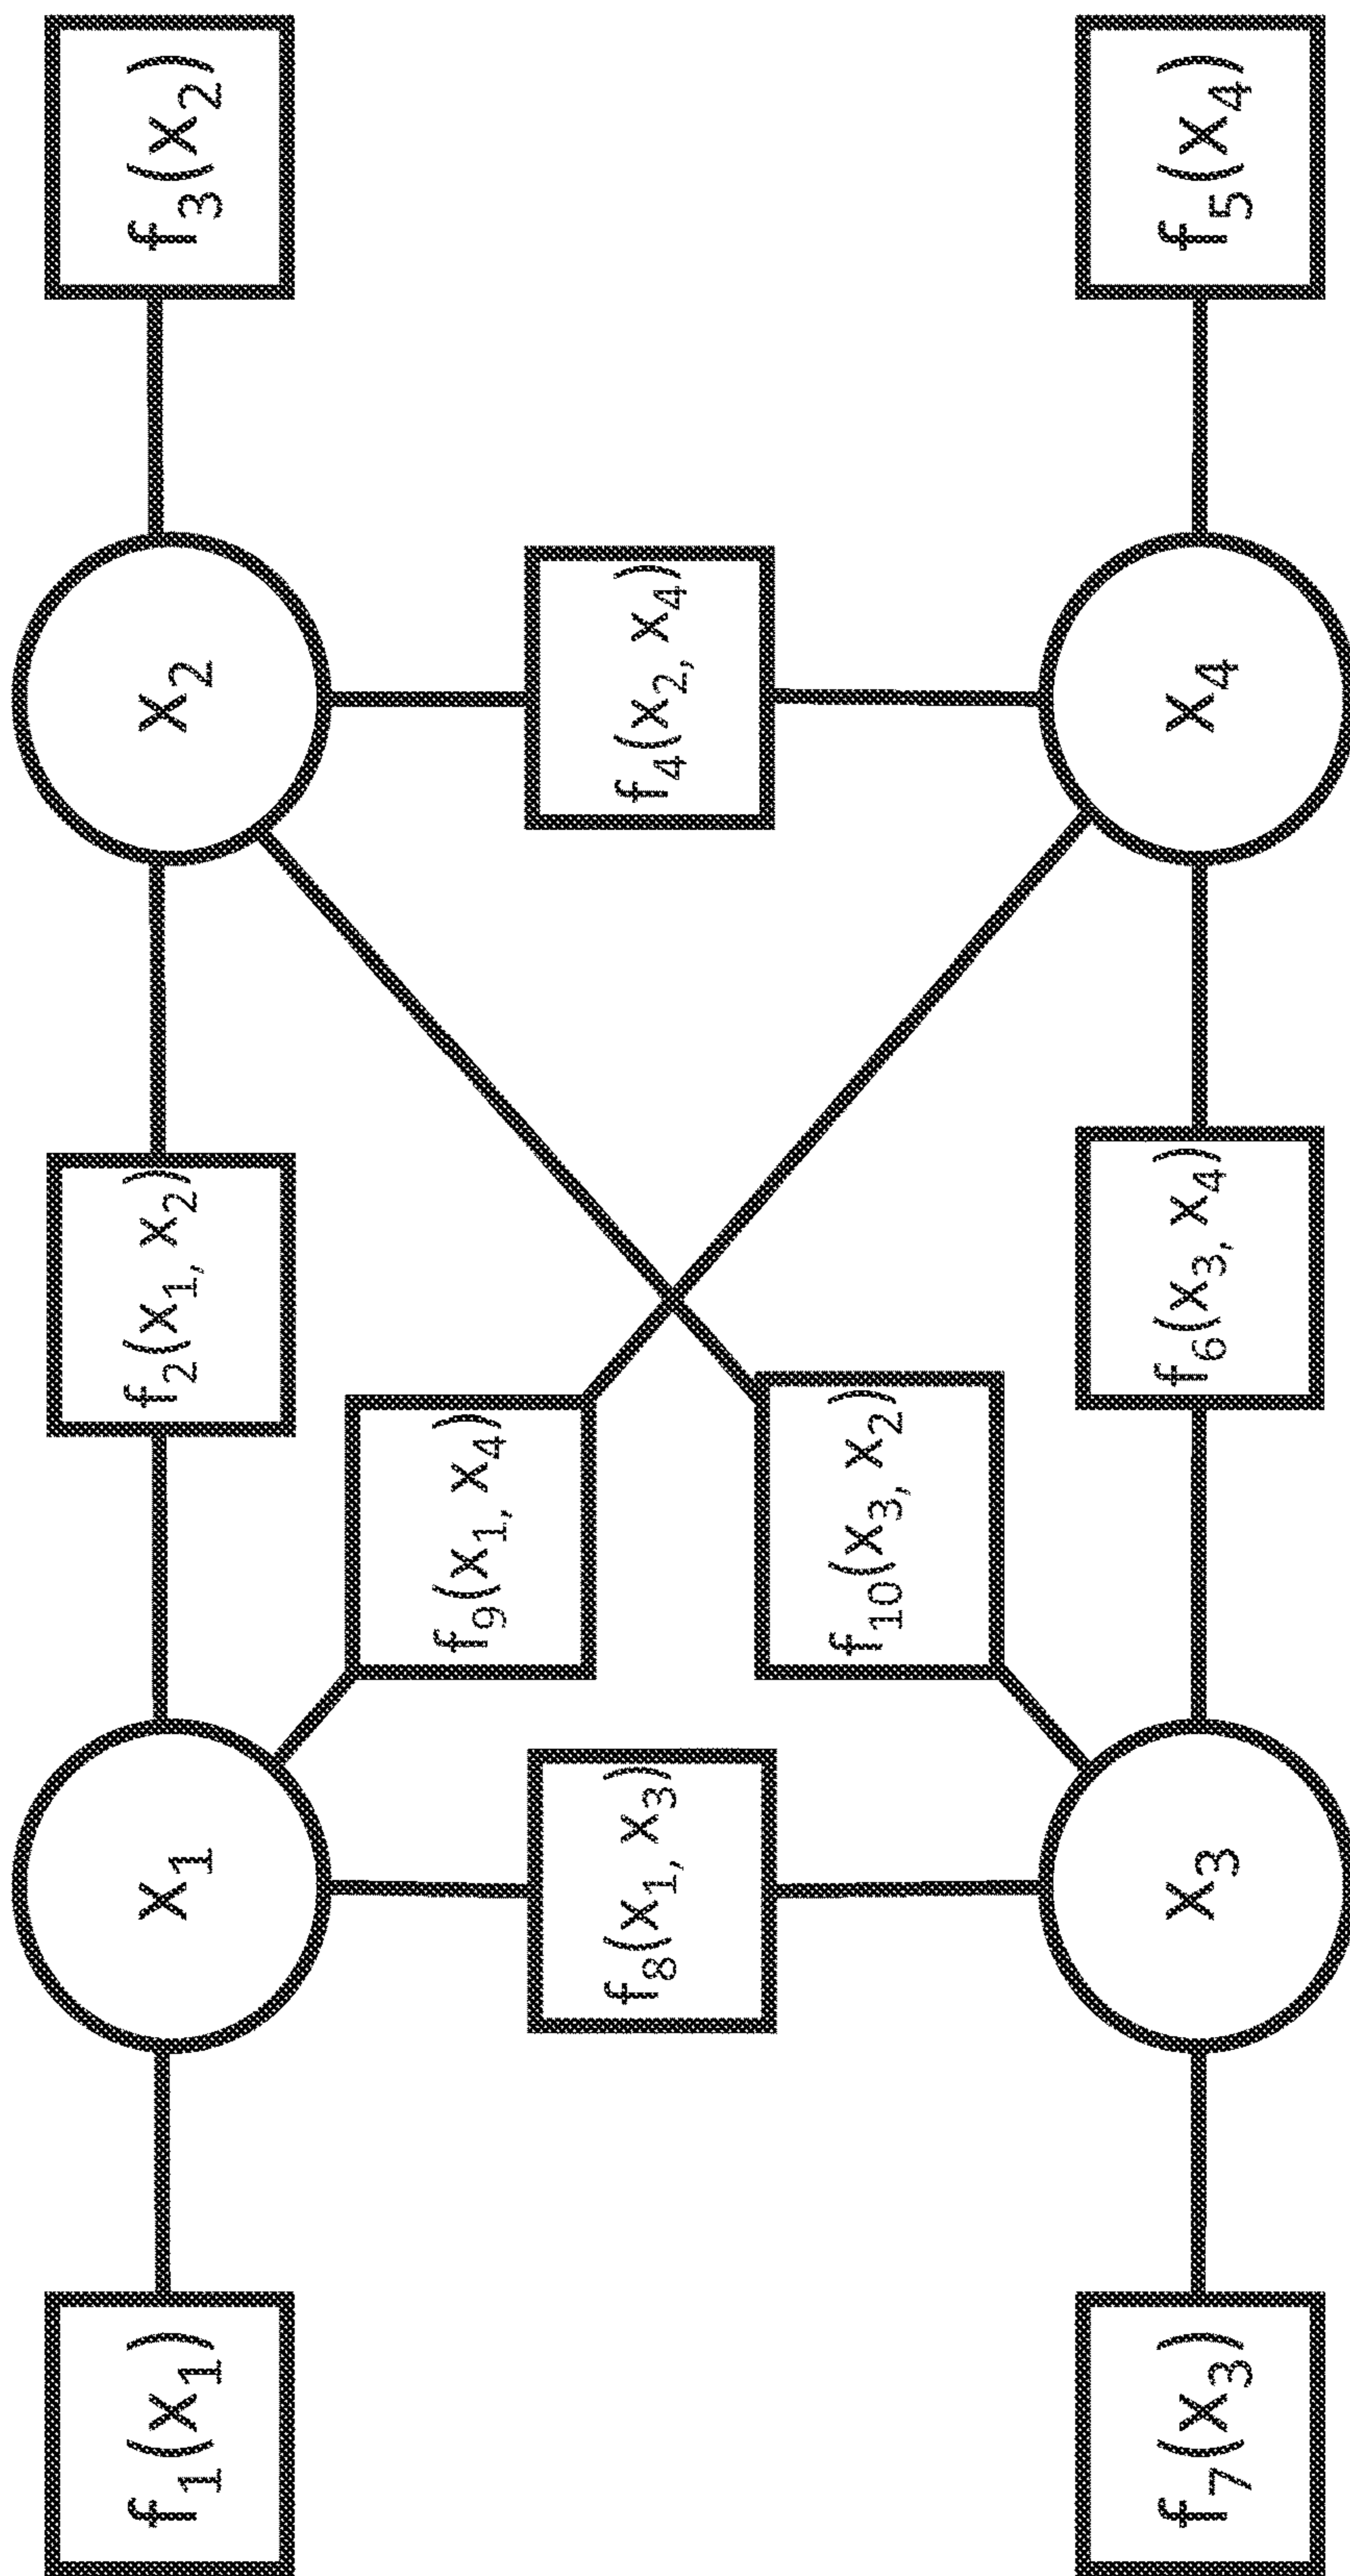 f1(x1)
x1
f2(x1, x2)
x2
f3(x2)
f9(x1, x4)
f8(x1, x3)
f4(x2, x4)
f10(x3, x2)
f7(x3)
x3
f6(x3, x4)
x4
f5(x4)